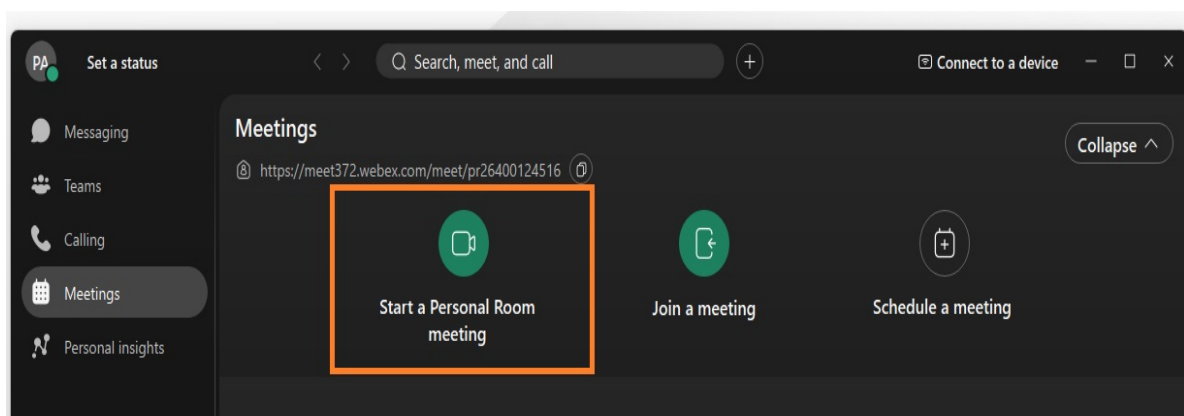 PA
Set a status
Search, meet, and call
Connect to a device
Messaging
Teams
Calling
Meetings
Personal insights
Meetings
https://meet372.webex.com/meet/pr26400124516
Collapse
Start a Personal Room
meeting
Join a meeting
Schedule a meeting